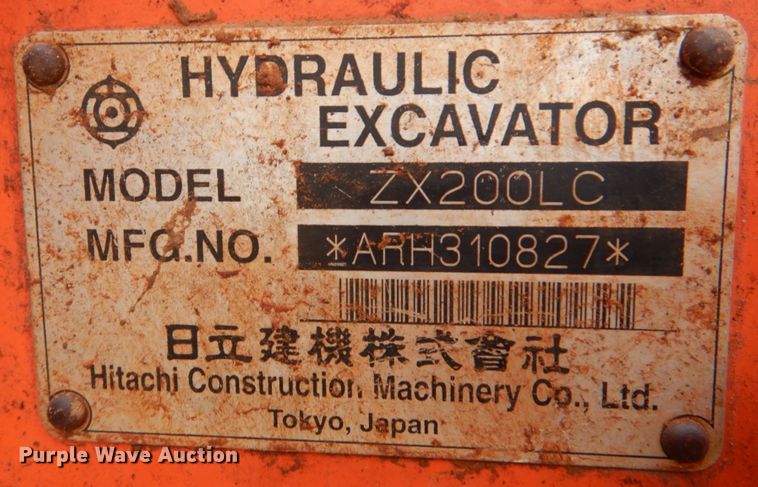 HYDRAULIC
EXCAVATOR
MODEL ZX200LC
MFG.NO. *ARH310827*
日立建機株式會社
Hitachi Construction Machinery Co., Ltd.
Tokyo, Japan
Purple Wave Auction